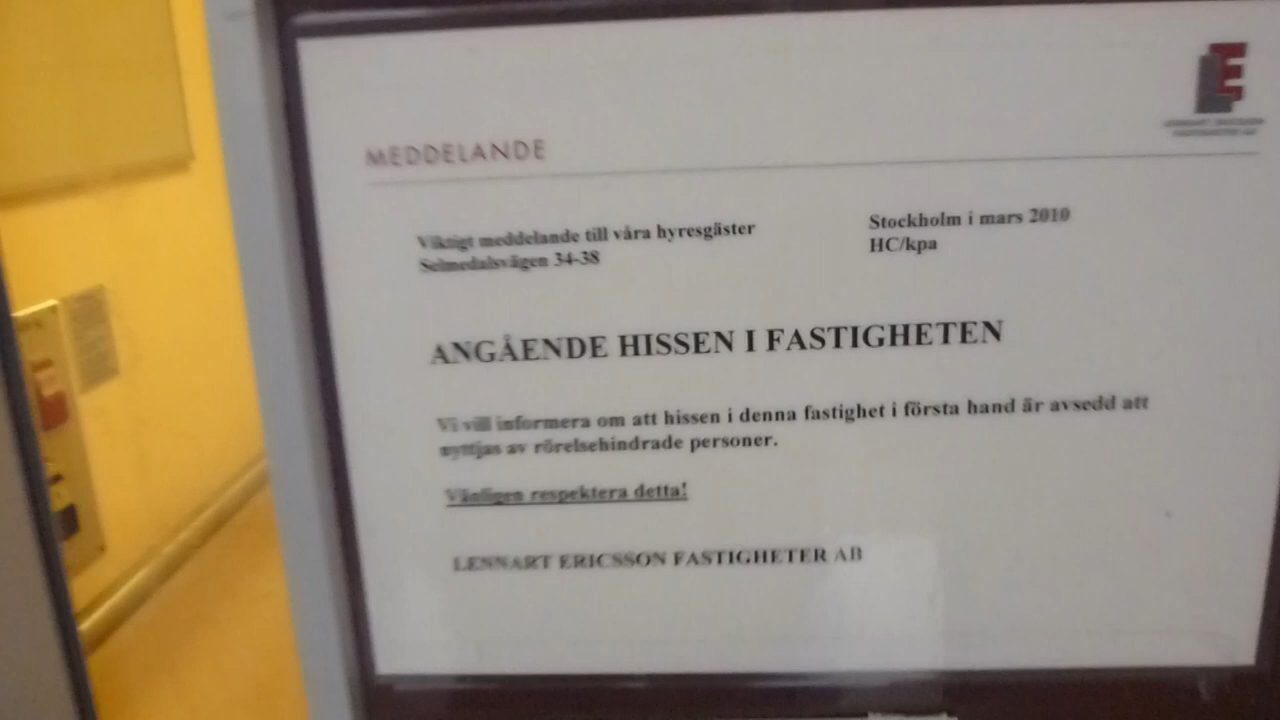 MEDDELANDE
Viktigt meddelande till våra hyresgäster
Selmedalsvägen 34-38
Stockholm i mars 2010
HC/kpa
ANGÅENDE HISSEN I FASTIGHETEN
Vi vill informera om att hissen i denna fastighet i första hand är avsedd att
nyttjas av rörelsehindrade personer.
Vänligen respektera detta!
LENNART ERICSSON FASTIGHETER AB